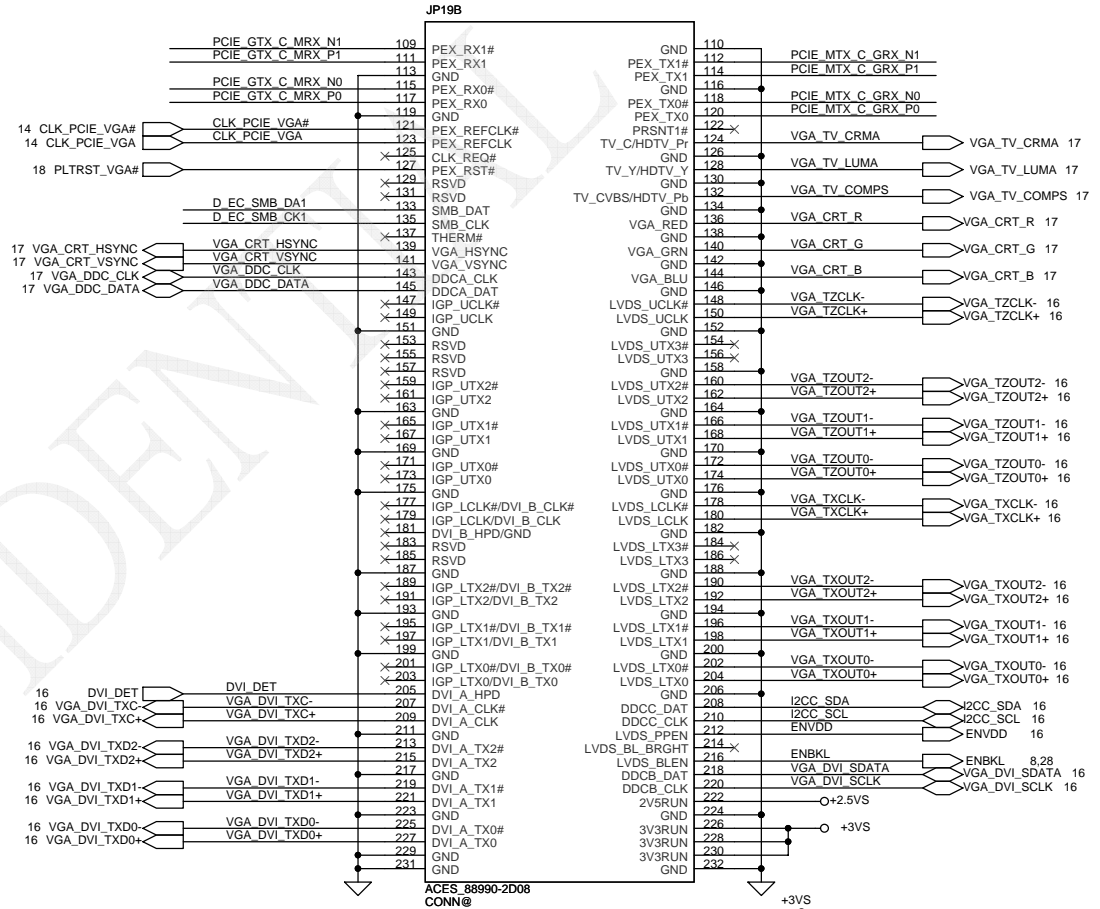 JP19B
PCIE_GTX_C_MRX_N1 109 PEX_RX1# GND 110
PCIE_GTX_C_MRX_P1 111 PEX_RX1 PEX_TX1# 112 PCIE_MTX_C_GRX_N1
113 GND PEX_TX1 114 PCIE_MTX_C_GRX_P1
PCIE_GTX_C_MRX_N0 115 PEX_RX0# GND 116
PCIE_GTX_C_MRX_P0 117 PEX_RX0 PEX_TX0# 118 PCIE_MTX_C_GRX_N0
119 GND PEX_TX0 120 PCIE_MTX_C_GRX_P0
14 CLK_PCIE_VGA# CLK_PCIE_VGA# 121 PEX_REFCLK# PRSNT1# 122
14 CLK_PCIE_VGA CLK_PCIE_VGA 123 PEX_REFCLK TV_C/HDTV_Pr 124 VGA_TV_CRMA VGA_TV_CRMA 17
125 CLK_REQ# GND 126
18 PLTRST_VGA# 127 PEX_RST# TV_Y/HDTV_Y 128 VGA_TV_LUMA VGA_TV_LUMA 17
129 RSVD GND 130
131 RSVD TV_CVBS/HDTV_Pb 132 VGA_TV_COMPS VGA_TV_COMPS 17
D_EC_SMB_DA1 133 SMB_DAT GND 134
D_EC_SMB_CK1 135 SMB_CLK VGA_RED 136 VGA_CRT_R VGA_CRT_R 17
137 THERM# GND 138
17 VGA_CRT_HSYNC VGA_CRT_HSYNC 139 VGA_HSYNC VGA_GRN 140 VGA_CRT_G VGA_CRT_G 17
17 VGA_CRT_VSYNC VGA_CRT_VSYNC 141 VGA_VSYNC GND 142
17 VGA_DDC_CLK VGA_DDC_CLK 143 DDCA_CLK VGA_BLU 144 VGA_CRT_B VGA_CRT_B 17
17 VGA_DDC_DATA VGA_DDC_DATA 145 DDCA_DAT GND 146
147 IGP_UCLK# LVDS_UCLK# 148 VGA_TZCLK- VGA_TZCLK- 16
149 IGP_UCLK LVDS_UCLK 150 VGA_TZCLK+ VGA_TZCLK+ 16
151 GND GND 152
153 RSVD LVDS_UTX3# 154
155 RSVD LVDS_UTX3 156
157 RSVD GND 158
159 IGP_UTX2# LVDS_UTX2# 160 VGA_TZOUT2- VGA_TZOUT2- 16
161 IGP_UTX2 LVDS_UTX2 162 VGA_TZOUT2+ VGA_TZOUT2+ 16
163 GND GND 164
165 IGP_UTX1# LVDS_UTX1# 166 VGA_TZOUT1- VGA_TZOUT1- 16
167 IGP_UTX1 LVDS_UTX1 168 VGA_TZOUT1+ VGA_TZOUT1+ 16
169 GND GND 170
171 IGP_UTX0# LVDS_UTX0# 172 VGA_TZOUT0- VGA_TZOUT0- 16
173 IGP_UTX0 LVDS_UTX0 174 VGA_TZOUT0+ VGA_TZOUT0+ 16
175 GND GND 176
177 IGP_LCLK#/DVI_B_CLK# LVDS_LCLK# 178 VGA_TXCLK- VGA_TXCLK- 16
179 IGP_LCLK/DVI_B_CLK LVDS_LCLK 180 VGA_TXCLK+ VGA_TXCLK+ 16
181 DVI_B_HPD/GND GND 182
183 RSVD LVDS_LTX3# 184
185 RSVD LVDS_LTX3 186
187 GND GND 188
189 IGP_LTX2#/DVI_B_TX2# LVDS_LTX2# 190 VGA_TXOUT2- VGA_TXOUT2- 16
191 IGP_LTX2/DVI_B_TX2 LVDS_LTX2 192 VGA_TXOUT2+ VGA_TXOUT2+ 16
193 GND GND 194
195 IGP_LTX1#/DVI_B_TX1# LVDS_LTX1# 196 VGA_TXOUT1- VGA_TXOUT1- 16
197 IGP_LTX1/DVI_B_TX1 LVDS_LTX1 198 VGA_TXOUT1+ VGA_TXOUT1+ 16
199 GND GND 200
201 IGP_LTX0#/DVI_B_TX0# LVDS_LTX0# 202 VGA_TXOUT0- VGA_TXOUT0- 16
203 IGP_LTX0/DVI_B_TX0 LVDS_LTX0 204 VGA_TXOUT0+ VGA_TXOUT0+ 16
16 DVI_DET DVI_DET 205 DVI_A_HPD GND 206
16 VGA_DVI_TXC- VGA_DVI_TXC- 207 DVI_A_CLK# DDCC_DAT 208 I2CC_SDA I2CC_SDA 16
16 VGA_DVI_TXC+ VGA_DVI_TXC+ 209 DVI_A_CLK DDCC_CLK 210 I2CC_SCL I2CC_SCL 16
211 GND LVDS_PPEN 212 ENVDD ENVDD 16
16 VGA_DVI_TXD2- VGA_DVI_TXD2- 213 DVI_A_TX2# LVDS_BL_BRGHT 214
16 VGA_DVI_TXD2+ VGA_DVI_TXD2+ 215 DVI_A_TX2 LVDS_BLEN 216 ENBKL ENBKL 8,28
217 GND DDCB_DAT 218 VGA_DVI_SDATA VGA_DVI_SDATA 16
16 VGA_DVI_TXD1- VGA_DVI_TXD1- 219 DVI_A_TX1# DDCB_CLK 220 VGA_DVI_SCLK VGA_DVI_SCLK 16
16 VGA_DVI_TXD1+ VGA_DVI_TXD1+ 221 DVI_A_TX1 2V5RUN 222 +2.5VS
223 GND GND 224
16 VGA_DVI_TXD0- VGA_DVI_TXD0- 225 DVI_A_TX0# 3V3RUN 226 +3VS
16 VGA_DVI_TXD0+ VGA_DVI_TXD0+ 227 DVI_A_TX0 3V3RUN 228
229 GND 3V3RUN 230
231 GND GND 232
ACES_88990-2D08
CONN@
+3VS
IDENTIAL